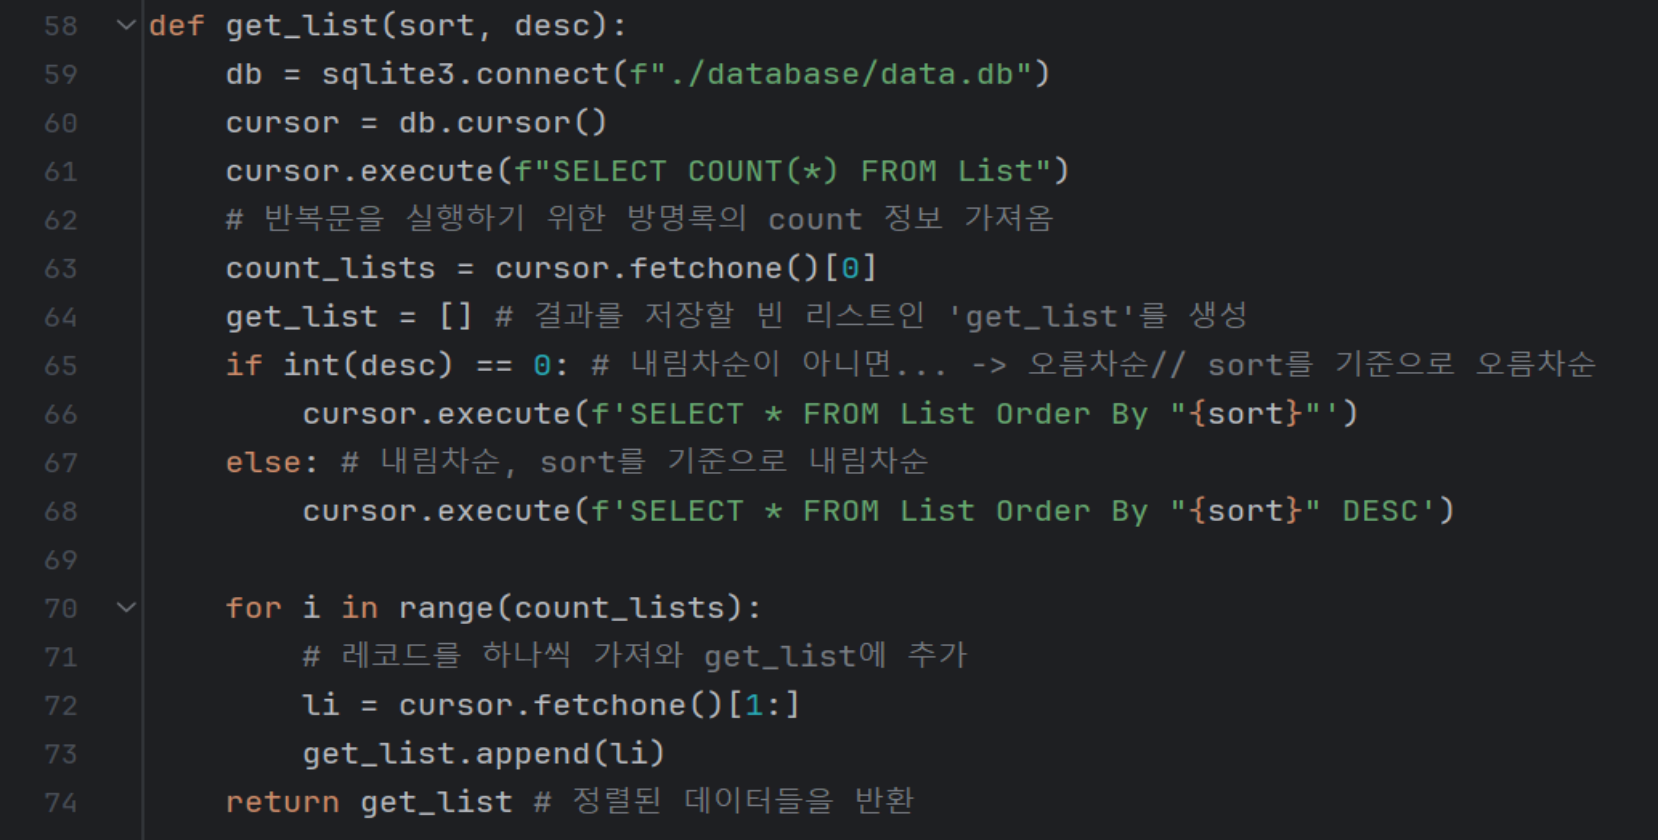 58 def get_list(sort, desc):
59 db = sqlite3.connect(f"./database/data.db")
60 cursor = db.cursor()
61 cursor.execute(f"SELECT COUNT(*) FROM List")
62 # 반복문을 실행하기 위한 방명록의 count 정보 가져옴
63 count_lists = cursor.fetchone()[0]
64 get_list = [] # 결과를 저장할 빈 리스트인 'get_list'를 생성
65 if int(desc) == 0: # 내림차순이 아니면... -> 오름차순// sort를 기준으로 오름차순
66 cursor.execute(f'SELECT * FROM List Order By "{sort}"')
67 else: # 내림차순, sort를 기준으로 내림차순
68 cursor.execute(f'SELECT * FROM List Order By "{sort}" DESC')
69
70 for i in range(count_lists):
71 # 레코드를 하나씩 가져와 get_list에 추가
72 li = cursor.fetchone()[1:]
73 get_list.append(li)
74 return get_list # 정렬된 데이터들을 반환